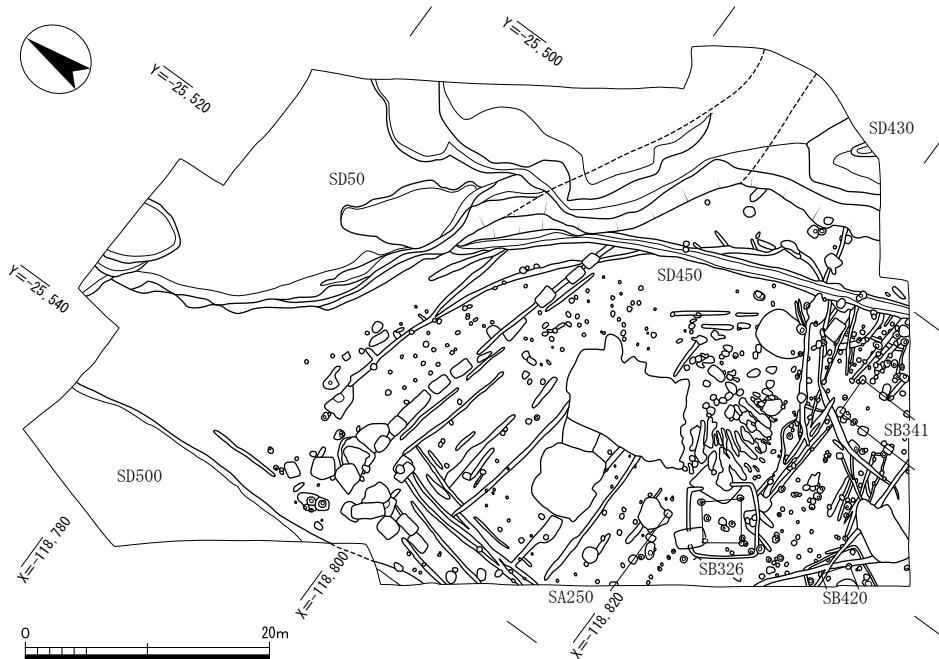 Y=-25,500
Y=-25,520
SD430
SD50
Y=-25,540
SD450
SB341
SD500
X=-118,780
X=-118,800
SB326
SA250
SB420
X=-118,820
0
20m